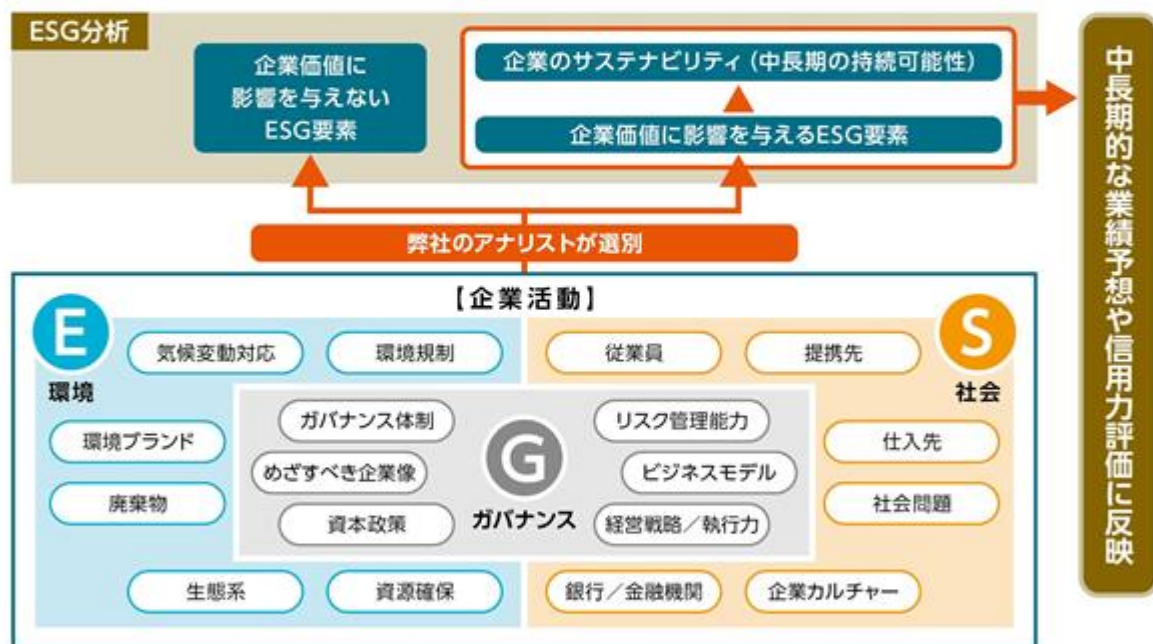 ESG分析
企業価値に
影響を与えない
ESG要素
企業のサステナビリティ（中長期の持続可能性）
企業価値に影響を与えるESG要素
中長期的な業績予想や信用力評価に反映
弊社のアナリストが選別
【企業活動】
E
環境
気候変動対応
環境規制
従業員
提携先
S
社会
環境ブランド
廃棄物
ガバナンス体制
めざすべき企業像
資本政策
G
ガバナンス
リスク管理能力
ビジネスモデル
経営戦略／執行力
仕入先
社会問題
生態系
資源確保
銀行／金融機関
企業カルチャー